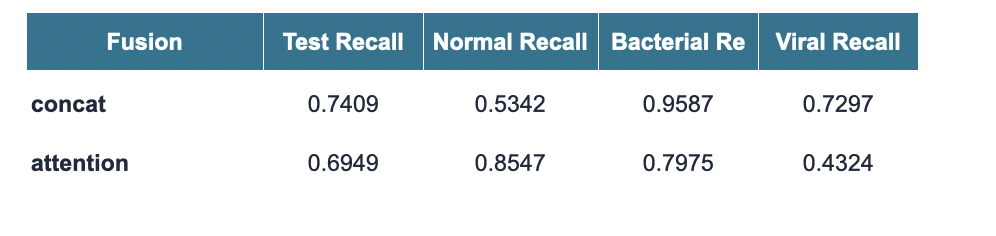 Fusion Test Recall Normal Recall Bacterial Re Viral Recall
concat 0.7409 0.5342 0.9587 0.7297
attention 0.6949 0.8547 0.7975 0.4324